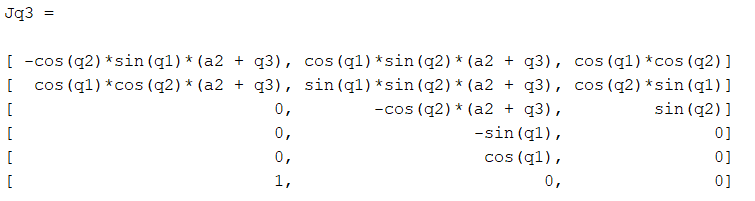 Jq3 =
[ -cos(q2)*sin(q1)*(a2 + q3), cos(q1)*sin(q2)*(a2 + q3), cos(q1)*cos(q2)]
[  cos(q1)*cos(q2)*(a2 + q3), sin(q1)*sin(q2)*(a2 + q3), cos(q2)*sin(q1)]
[                          0,        -cos(q2)*(a2 + q3),         sin(q2)]
[                          0,                  -sin(q1),               0]
[                          0,                   cos(q1),               0]
[                          1,                         0,               0]